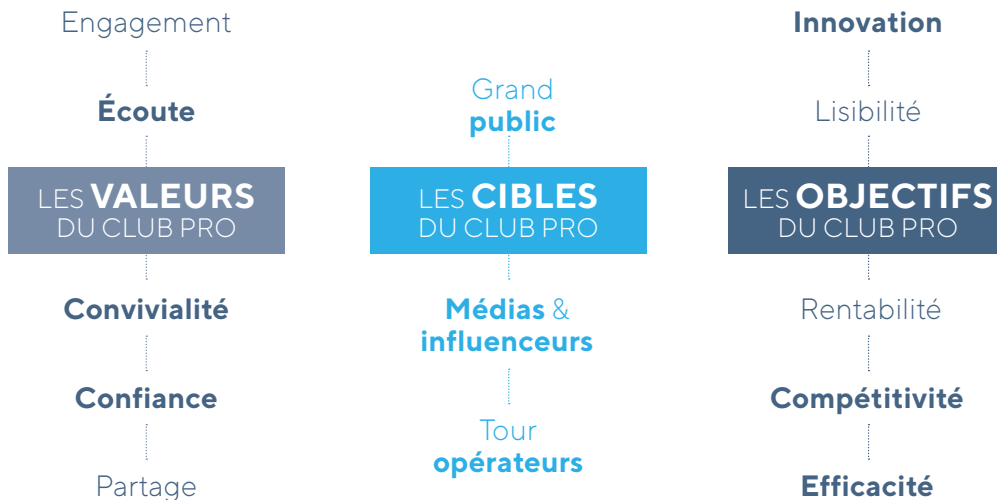 Engagement
Écoute
LES VALEURS
DU CLUB PRO
Convivialité
Confiance
Partage
Grand
public
LES CIBLES
DU CLUB PRO
Médias &
influenceurs
Tour
opérateurs
Innovation
Lisibilité
LES OBJECTIFS
DU CLUB PRO
Rentabilité
Compétitivité
Efficacité